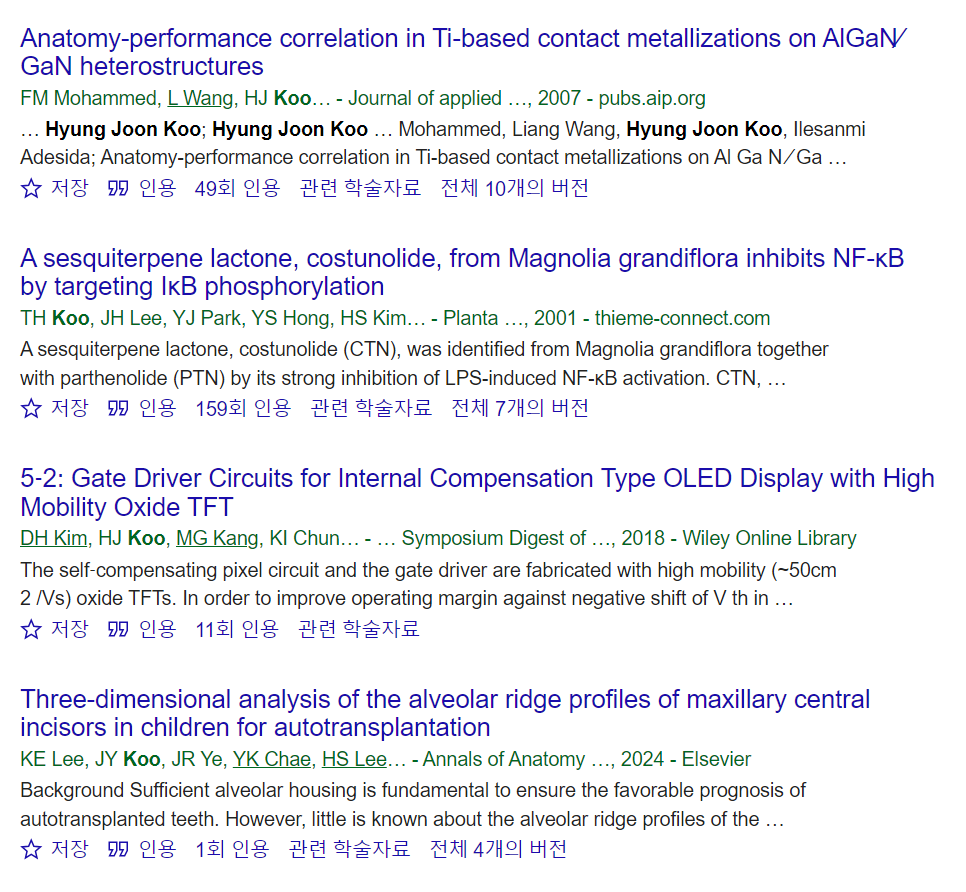 Anatomy-performance correlation in Ti-based contact metallizations on AlGaN∕
GaN heterostructures
FM Mohammed, L Wang, HJ Koo… - Journal of applied …, 2007 - pubs.aip.org
… Hyung Joon Koo; Hyung Joon Koo … Mohammed, Liang Wang, Hyung Joon Koo, Ilesanmi
Adesida; Anatomy-performance correlation in Ti-based contact metallizations on Al Ga N∕Ga …
저장 인용 49회 인용 관련 학술자료 전체 10개의 버전
A sesquiterpene lactone, costunolide, from Magnolia grandiflora inhibits NF-κB
by targeting IκB phosphorylation
TH Koo, JH Lee, YJ Park, YS Hong, HS Kim… - Planta …, 2001 - thieme-connect.com
A sesquiterpene lactone, costunolide (CTN), was identified from Magnolia grandiflora together
with parthenolide (PTN) by its strong inhibition of LPS-induced NF-κB activation. CTN, …
저장 인용 159회 인용 관련 학술자료 전체 7개의 버전
5-2: Gate Driver Circuits for Internal Compensation Type OLED Display with High
Mobility Oxide TFT
DH Kim, HJ Koo, MG Kang, KI Chun… - … Symposium Digest of …, 2018 - Wiley Online Library
The self‐compensating pixel circuit and the gate driver are fabricated with high mobility (~50cm
2 /Vs) oxide TFTs. In order to improve operating margin against negative shift of V th in …
저장 인용 11회 인용 관련 학술자료
Three-dimensional analysis of the alveolar ridge profiles of maxillary central
incisors in children for autotransplantation
KE Lee, JY Koo, JR Ye, YK Chae, HS Lee… - Annals of Anatomy …, 2024 - Elsevier
Background Sufficient alveolar housing is fundamental to ensure the favorable prognosis of
autotransplanted teeth. However, little is known about the alveolar ridge profiles of the …
저장 인용 1회 인용 관련 학술자료 전체 4개의 버전